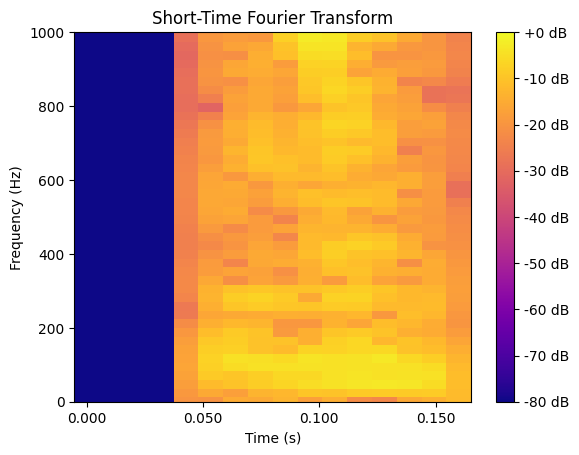 Short-Time Fourier Transform
1000
800
600
400
200
0
Frequency (Hz)
0.000
0.050
0.100
0.150
Time (s)
+0 dB
-10 dB
-20 dB
-30 dB
-40 dB
-50 dB
-60 dB
-70 dB
-80 dB